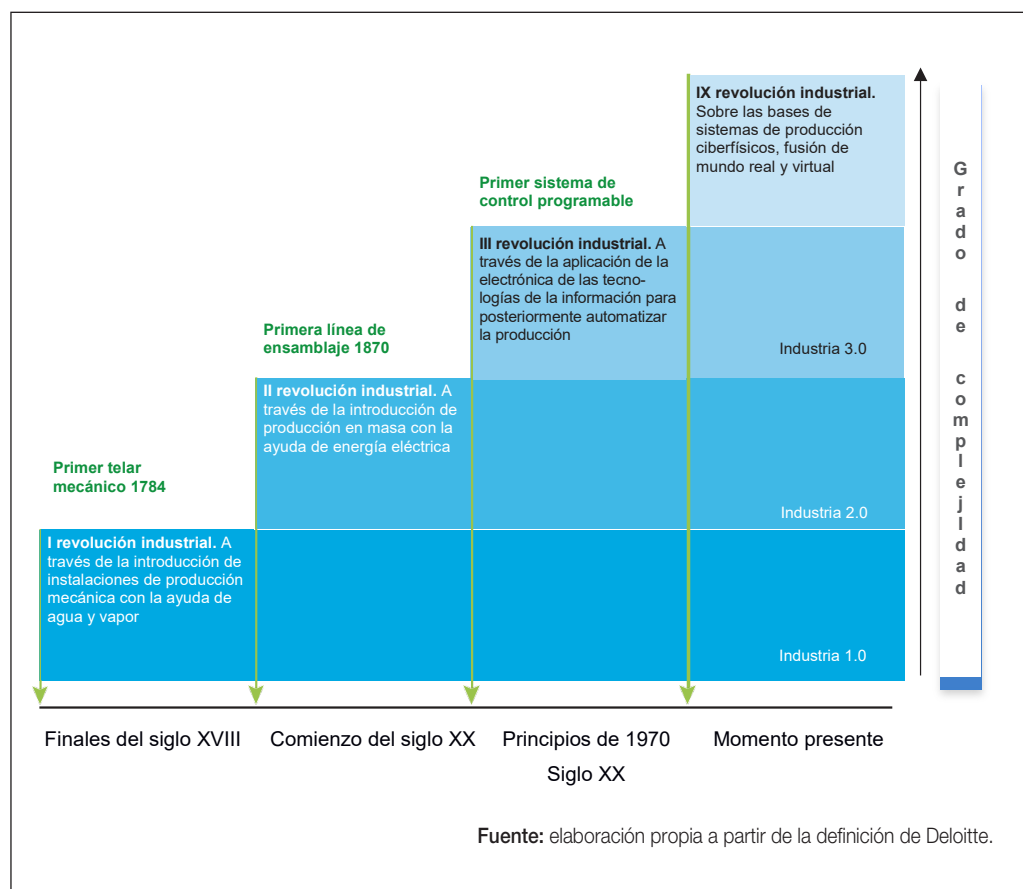 IX revolución industrial.
Sobre las bases de
sistemas de producción
ciberfísicos, fusión de
mundo real y virtual
Primer sistema de
control programable
III revolución industrial. A
través de la aplicación de la
electrónica de las tecno-
logías de la información para
posteriormente automatizar
la producción
Industria 3.0
Primera línea de
ensamblaje 1870
II revolución industrial. A
través de la introducción de
producción en masa con la
ayuda de energía eléctrica
Industria 2.0
Primer telar
mecánico 1784
I revolución industrial. A
través de la introducción de
instalaciones de producción
mecánica con la ayuda de
agua y vapor
Industria 1.0
Grado de complejIdad
Finales del siglo XVIII
Comienzo del siglo XX
Principios de 1970
Siglo XX
Momento presente
Fuente: elaboración propia a partir de la definición de Deloitte.